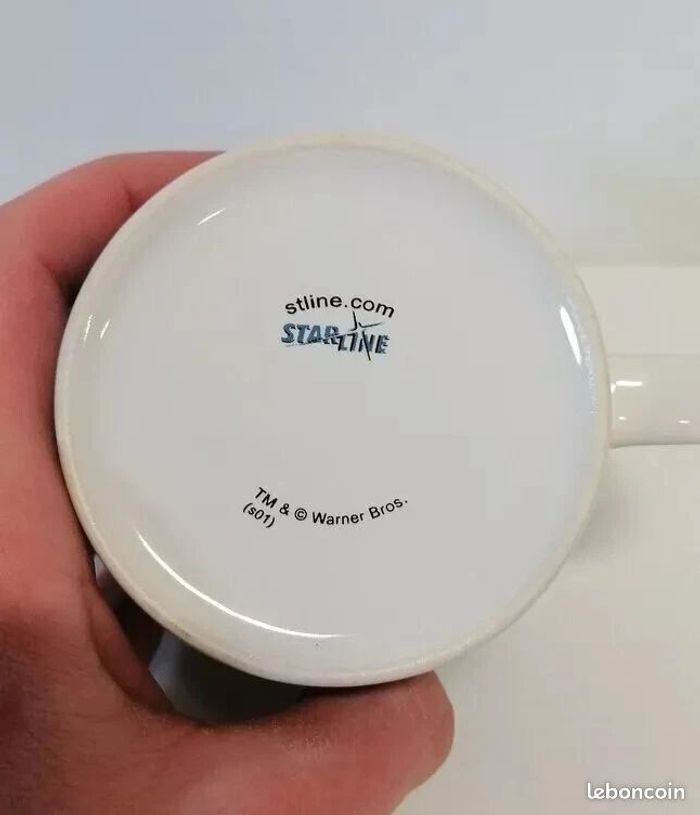 stline.com
STARLINE
TM & © Warner Bros.
(s01)
leboncoin